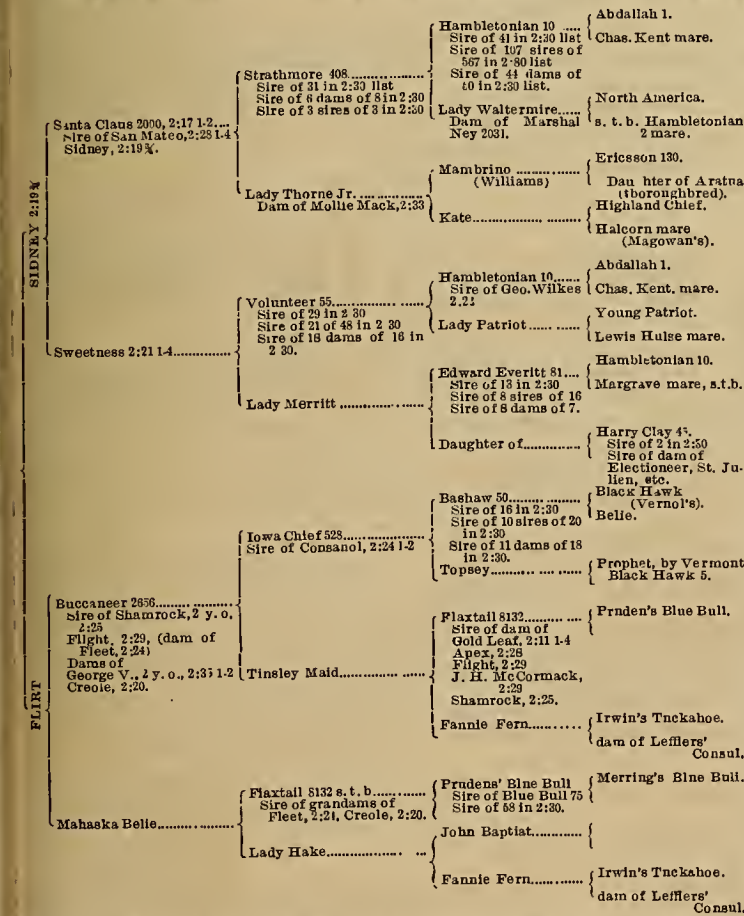 SIDNEY 2:19¾
Santa Claus 2000, 2:17 1-2....
Sire of San Mateo, 2:28 1-4
Sidney, 2:19¾.
Strathmore 408..................
Sire of 31 in 2:30 list
Sire of 6 dams of 8 in 2:30
Sire of 3 sires of 3 in 2:30
Hambletonian 10 .....
Sire of 41 in 2:30 list
Sire of 107 sires of
567 in 2·80 list
Sire of 44 dams of
in 2:30 list.
Abdallah 1.
Chas. Kent mare.
Lady Waltermire......
Dam of Marshal
Ney 2031.
North America.
s. t. b. Hambletonian
2 mare.
Lady Thorne Jr. ...............
Dam of Mollie Mack, 2:33
Mambrino ................
(Williams)
Ericsson 130.
Dau hter of Aratna
(thoroughbred).
Kate...................... ..........
Highland Chief.
Halcorn mare
(Magowan's).
Sweetness 2:21 1-4...............
Volunteer 55.................. ......
Sire of 29 in 2 30
Sire of 21 of 48 in 2 30
Sire of 18 dams of 16 in
2 30.
Hambletonian 10.......
Sire of Geo. Wilkes
2.22
Abdallah 1.
Chas. Kent. mare.
Lady Patriot...... ......
Young Patriot.
Lewis Hulse mare.
Lady Merritt ............... ......
Edward Everitt 81....
Sire of 13 in 2:30
Sire of 8 sires of 16
Sire of 8 dams of 7.
Hambletonian 10.
Margrave mare, s.t.b.
Daughter of...............
Harry Clay 45.
Sire of 2 in 2:30
Sire of dam of
Electioneer, St. Ju-
lien, etc.
FLIRT
Buccaneer 2656..................
Sire of Shamrock, 2 y. o.
2:25
Flight, 2:29, (dam of
Fleet, 2:24)
Dams of
George V., 2 y. o., 2:35 1-2
Creole, 2:20.
Iowa Chief 528.....................
Sire of Consanol, 2:24 1-2
Bashaw 50..................
Sire of 16 in 2:30
Sire of 10 sires of 20
in 2:30
Sire of 11 dams of 18
in 2:30.
Black Hawk
(Vernol's).
Belle.
Topsey........... .... ......
Prophet, by Vermont
Black Hawk 5.
Tinsley Maid.....................
Flaxtail 8132........... ....
Sire of dam of
Gold Leaf, 2:11 1-4
Apex, 2:28
Flight, 2:29
J. H. McCormack,
2:29
Shamrock, 2:25.
Prnden's Blue Bull.
Fannie Fern...........
Irwin's Tnckahoe.
dam of Lefflers'
Consul.
Mahaska Belle..................
Flaxtail 8132 s. t. b.............
Sire of grandams of
Fleet, 2:24, Creole, 2:20.
Prudens' Blne Bull
Sire of Blue Bull 75
Sire of 58 in 2:30.
Merring's Blne Bull.
Lady Hake.................. ...
John Baptiat.............
Fannie Fern.............
Irwin's Tnckahoe.
dam of Lefflers'
Consul.